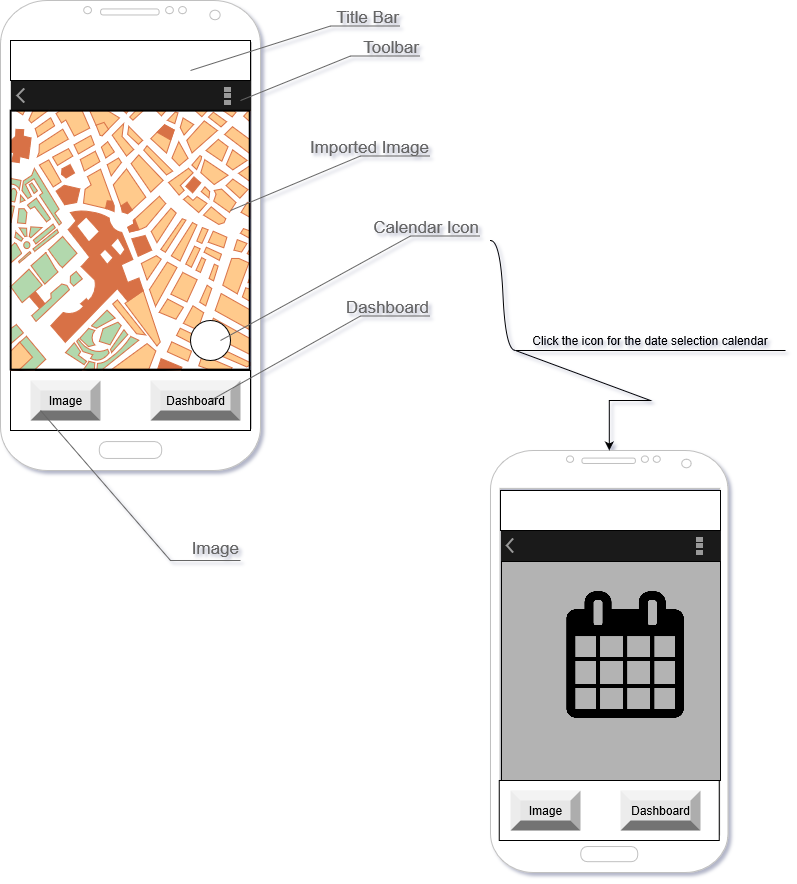 Title Bar
Toolbar
Imported Image
Calendar Icon
Dashboard
Click the icon for the date selection calendar
Image
Dashboard
Image
Image
Dashboard